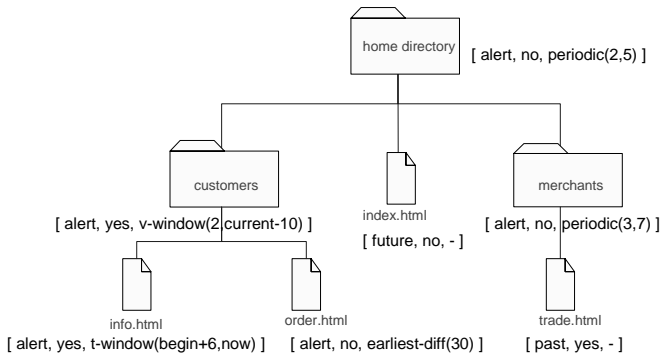 home directory
[ alert, no, periodic(2,5) ]
customers
[ alert, yes, v-window(2,current-10) ]
index.html
[ future, no, - ]
merchants
[ alert, no, periodic(3,7) ]
info.html
[ alert, yes, t-window(begin+6,now) ]
order.html
[ alert, no, earliest-diff(30) ]
trade.html
[ past, yes, - ]